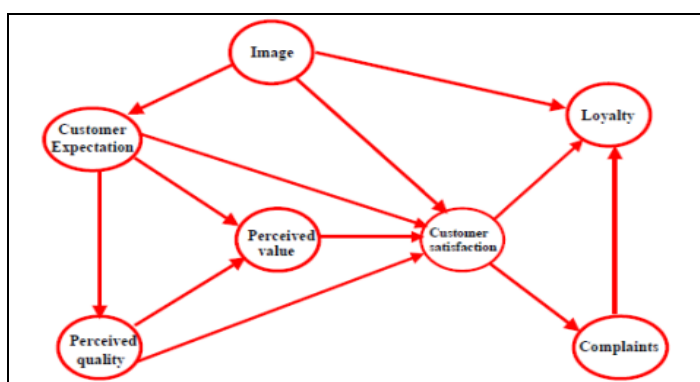 Image
Loyalty
Customer
Expectation
Perceived
value
Customer
satisfaction
Perceived
quality
Complaints